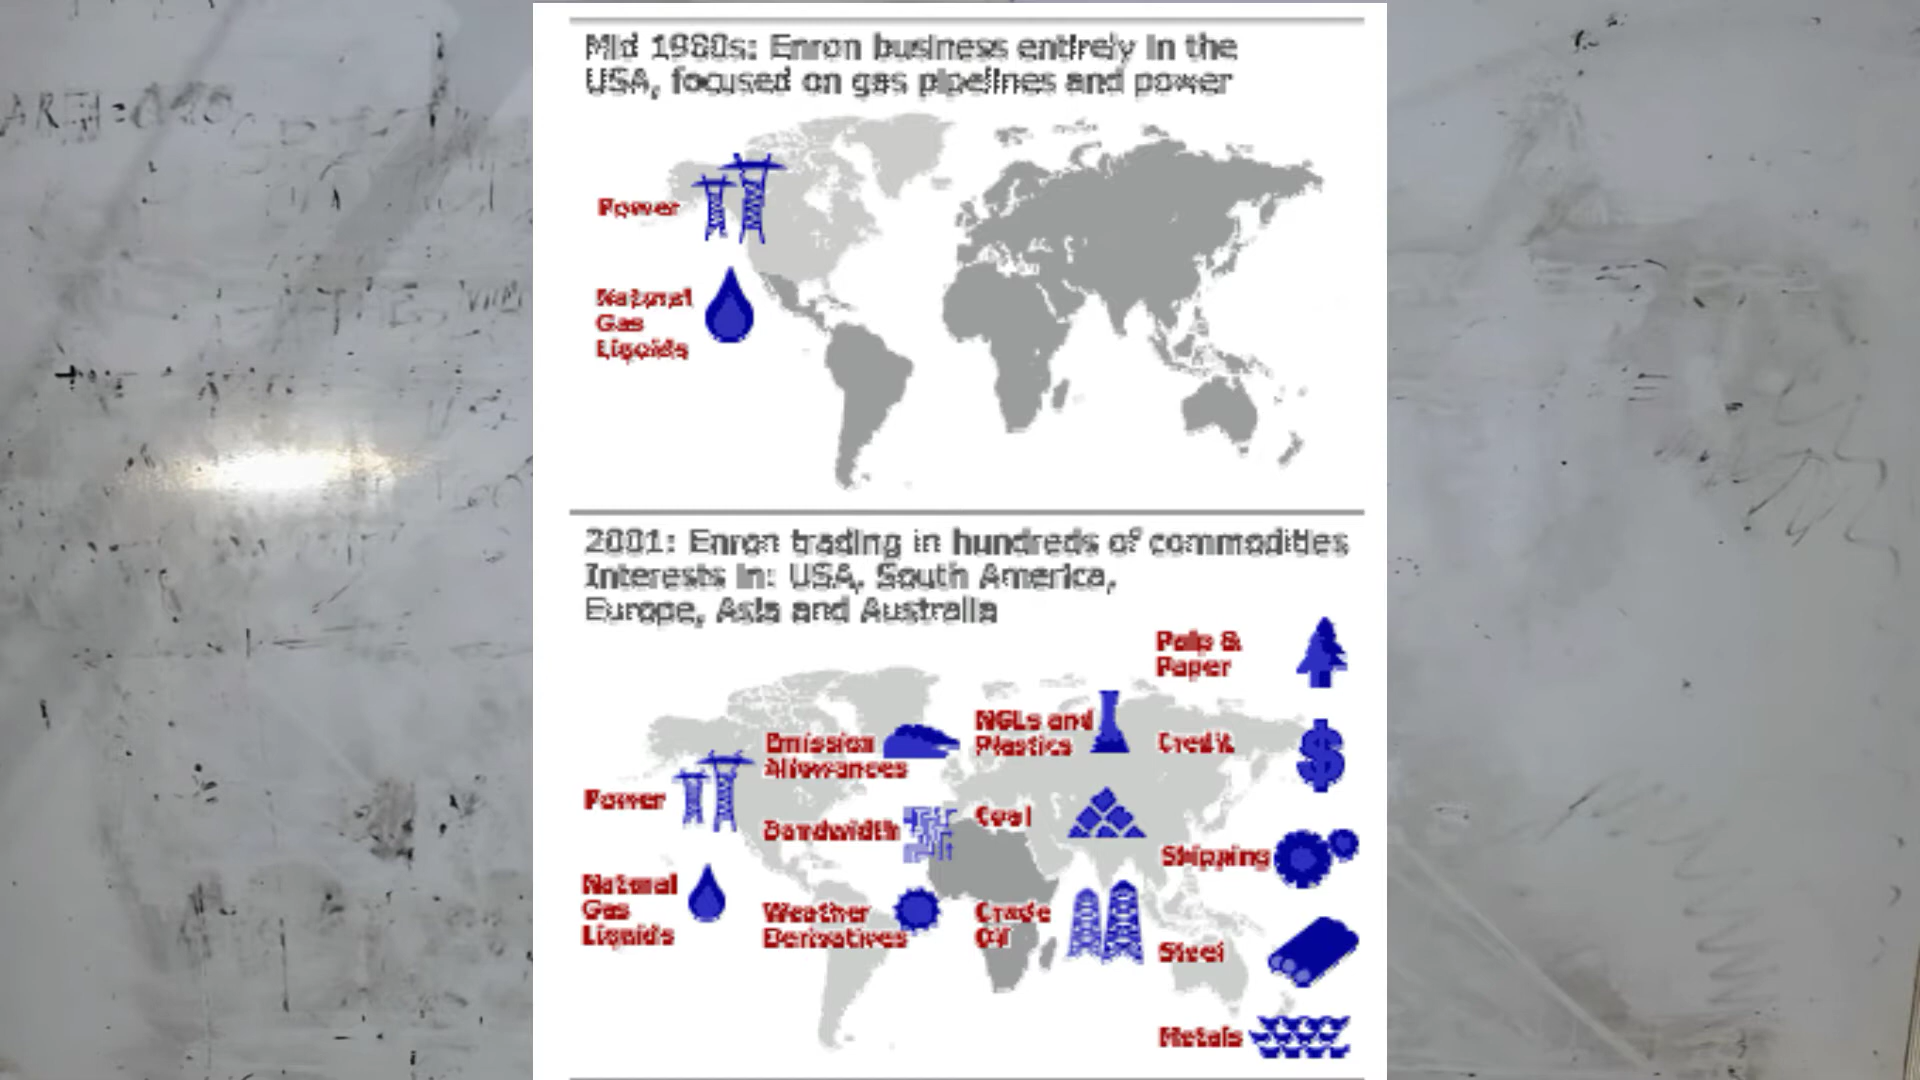 Mid 1980s: Enron business entirely in the
USA, focused on gas pipelines and power
Power
Natural
Gas
Liquids
2001: Enron trading in hundreds of commodities
Interests in: USA, South America,
Europe, Asia and Australia
Pulp &
Paper
NGLs and
Plastics
Emission
Allowances
Credit
Power
Coal
Bandwidth
Shipping
Natural
Gas
Liquids
Weather
Derivatives
Crude
Oil
Steel
Metals